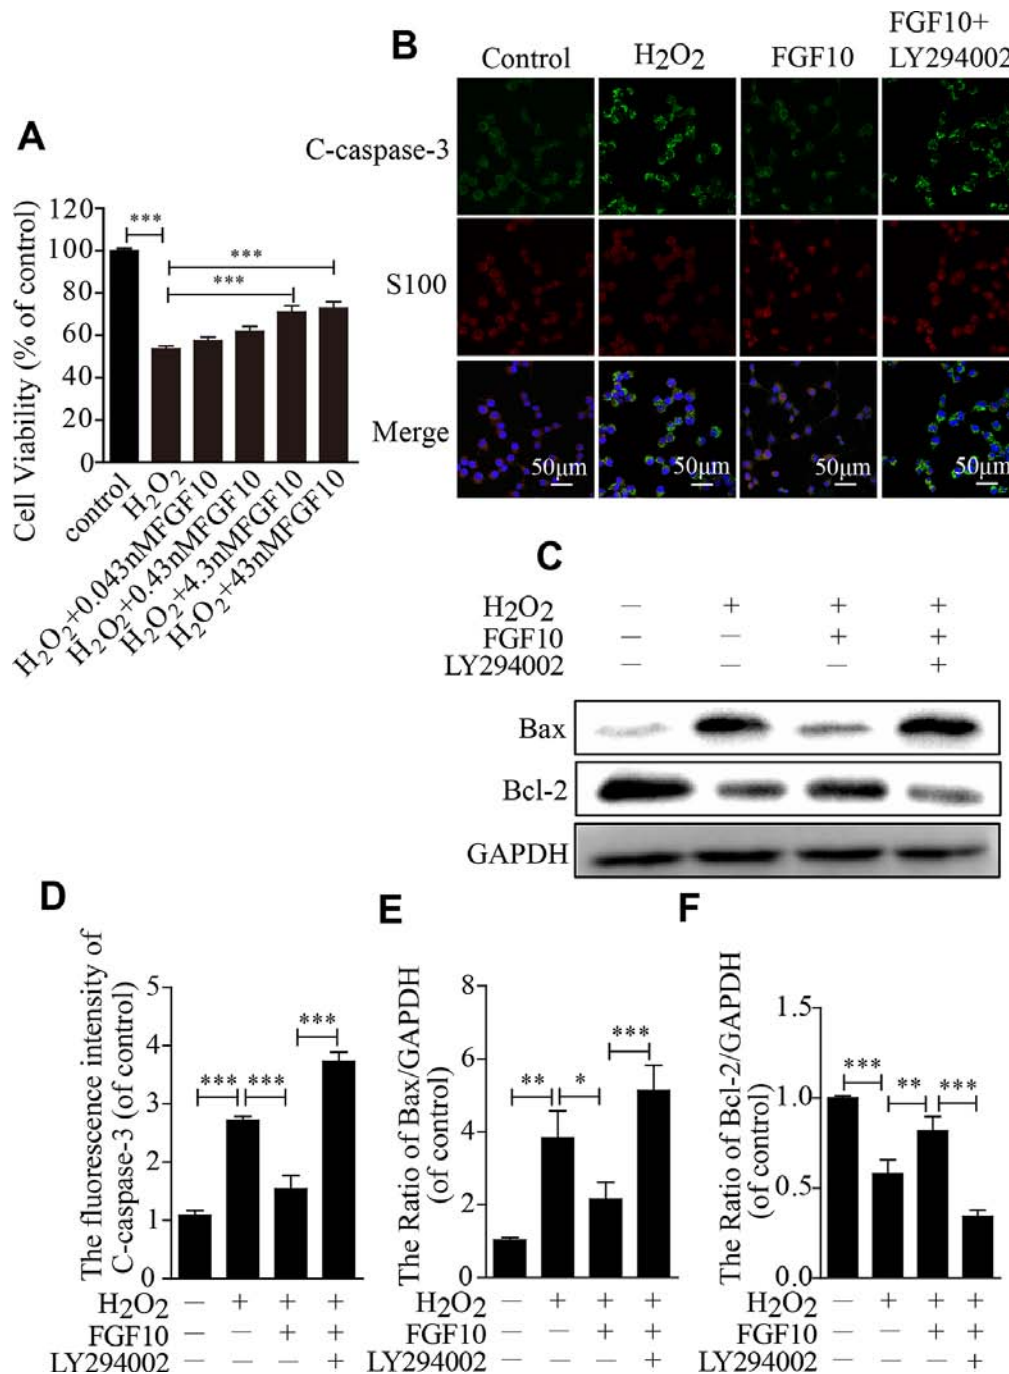 A
Cell Viability (% of control)
120
100
80
60
40
20
0
***
***
***
control
H2O2
H2O2+0.043nMFGF10
H2O2+0.43nMFGF10
H2O2+4.3nMFGF10
H2O2+43nMFGF10
B
Control
H2O2
FGF10
FGF10+
LY294002
C-caspase-3
S100
Merge
50μm
50μm
50μm
50μm
C
H2O2 — + + +
FGF10 — — + +
LY294002 — — — +
Bax
Bcl-2
GAPDH
D
The fluorescence intensity of
C-caspase-3 (of control)
5
4
3
2
1
0
*** *** ***
H2O2 — + + +
FGF10 — — + +
LY294002 — — — +
E
The Ratio of Bax/GAPDH
(of control)
8
6
4
2
0
** * ***
H2O2 — + + +
FGF10 — — + +
LY294002 — — — +
F
The Ratio of Bcl-2/GAPDH
(of control)
1.5
1.0
0.5
0.0
*** ** ***
H2O2 — + + +
FGF10 — — + +
LY294002 — — — +